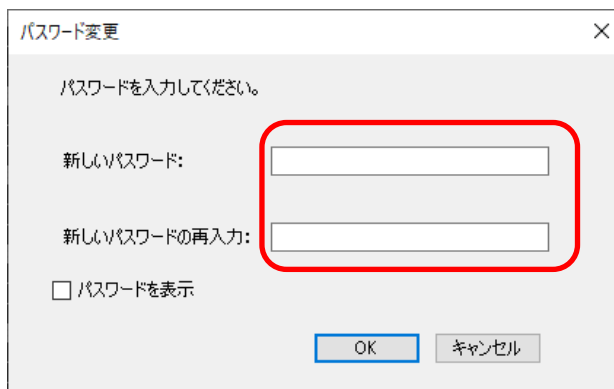 パスワード変更
パスワードを入力してください。
新しいパスワード:
新しいパスワードの再入力:
パスワードを表示
OK キャンセル